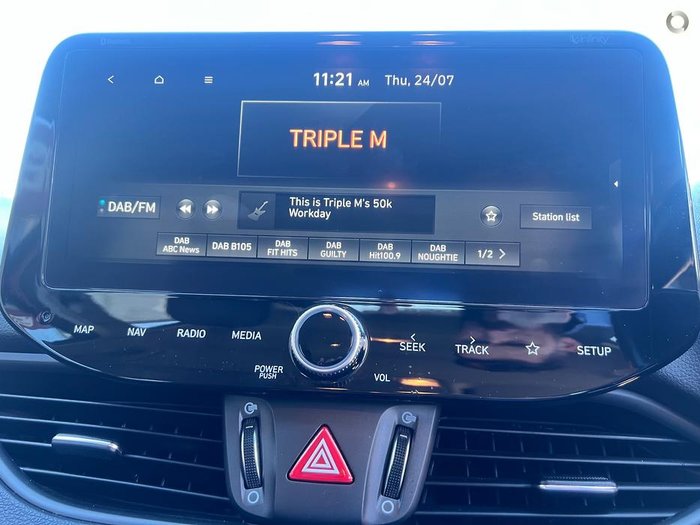 infinity
11:21 AM Thu, 24/07
TRIPLE M
DAB/FM
This is Triple M's 50k
Workday
Station list
DAB
ABC News
DAB B105
DAB
FIT HITS
DAB
GUILTY
DAB
Hit100.9
DAB
NOUGHTIE
1/2
MAP NAV RADIO MEDIA SEEK TRACK SETUP
POWER
PUSH
VOL